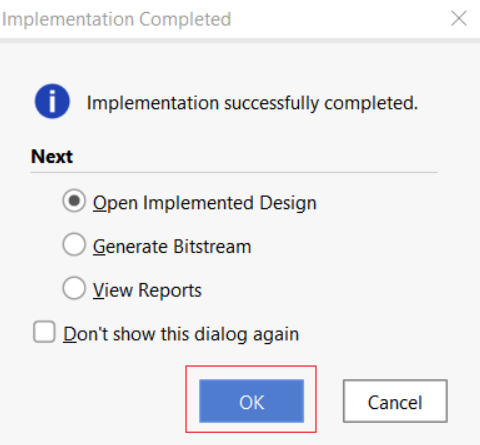 Implementation Completed
Implementation successfully completed.
Next
Open Implemented Design
Generate Bitstream
View Reports
Don't show this dialog again
OK
Cancel